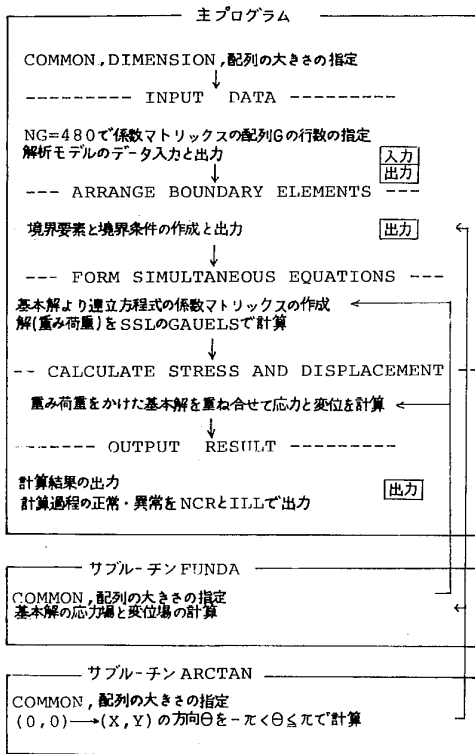 主プログラム
COMMON,DIMENSION,配列の大きさの指定
INPUT DATA
NG=480で係数マトリックスの配列Gの行数の指定
解析モデルのデータ入力と出力
入力
出力
ARRANGE BOUNDARY ELEMENTS
境界要素と境界条件の作成と出力
出力
FORM SIMULTANEOUS EQUATIONS
基本解より連立方程式の係数マトリックスの作成
解(重み荷重)をSSLのGAUELSで計算
CALCULATE STRESS AND DISPLACEMENT
重み荷重をかけた基本解を重ね合せて応力と変位を計算
OUTPUT RESULT
計算結果の出力
計算過程の正常・異常をNCRとILLで出力
出力
サブルーチンFUNDA
COMMON,配列の大きさの指定
基本解の応力場と変位場の計算
サブルーチンARCTAN
COMMON,配列の大きさの指定
(0,0)→(X,Y)の方向Θを-π<Θ≦πで計算